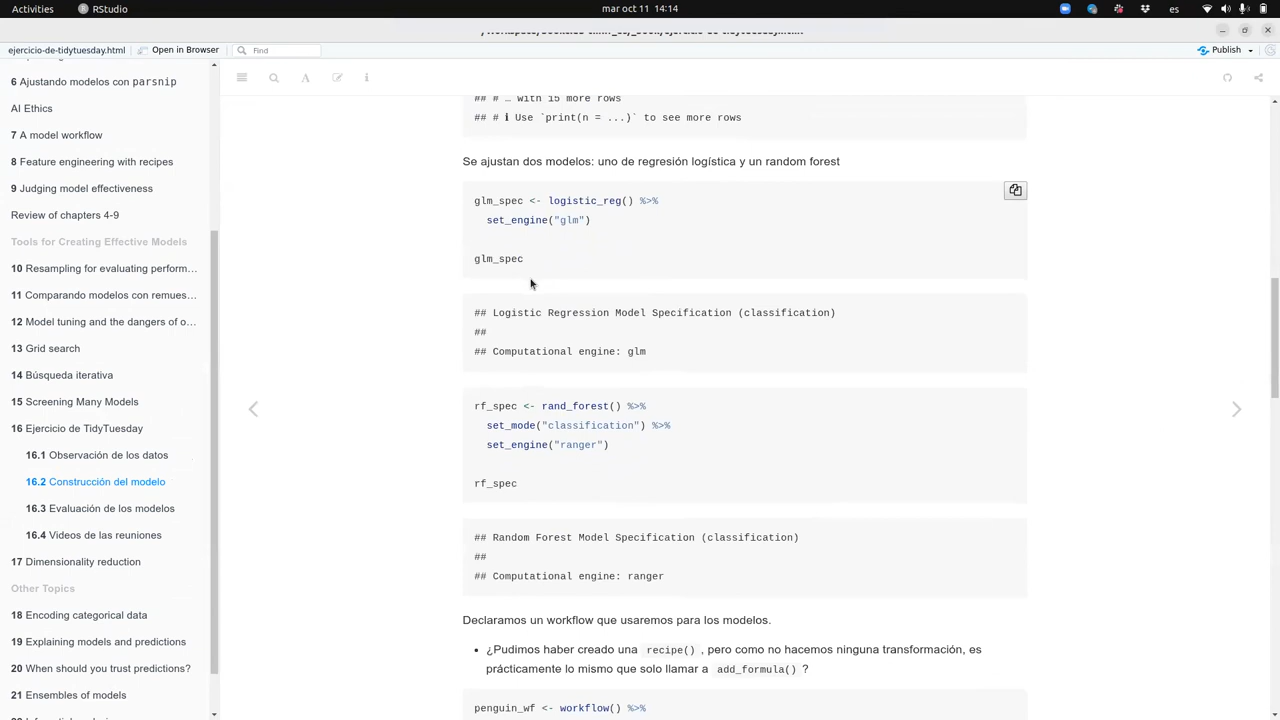 Activities
RStudio
mar oct 11 14:14
es
ejercicio-de-tidytuesday.html
Open in Browser
Find
Publish
6 Ajustando modelos con parsnip
AI Ethics
7 A model workflow
8 Feature engineering with recipes
9 Judging model effectiveness
Review of chapters 4-9
Tools for Creating Effective Models
10 Resampling for evaluating perform…
11 Comparando modelos con remues…
12 Model tuning and the dangers of o…
13 Grid search
14 Búsqueda iterativa
15 Screening Many Models
16 Ejercicio de TidyTuesday
16.1 Observación de los datos
16.2 Construcción del modelo
16.3 Evaluación de los modelos
16.4 Videos de las reuniones
17 Dimensionality reduction
Other Topics
18 Encoding categorical data
19 Explaining models and predictions
20 When should you trust predictions?
21 Ensembles of models
## # … with 15 more rows
## # ℹ Use `print(n = ...)` to see more rows
Se ajustan dos modelos: uno de regresión logística y un random forest
glm_spec <- logistic_reg() %>%
set_engine("glm")
glm_spec
## Logistic Regression Model Specification (classification)
##
## Computational engine: glm
rf_spec <- rand_forest() %>%
set_mode("classification") %>%
set_engine("ranger")
rf_spec
## Random Forest Model Specification (classification)
##
## Computational engine: ranger
Declaramos un workflow que usaremos para los modelos.
• ¿Pudimos haber creado una recipe() , pero como no hacemos ninguna transformación, es
prácticamente lo mismo que solo llamar a add_formula() ?
penguin_wf <- workflow() %>%